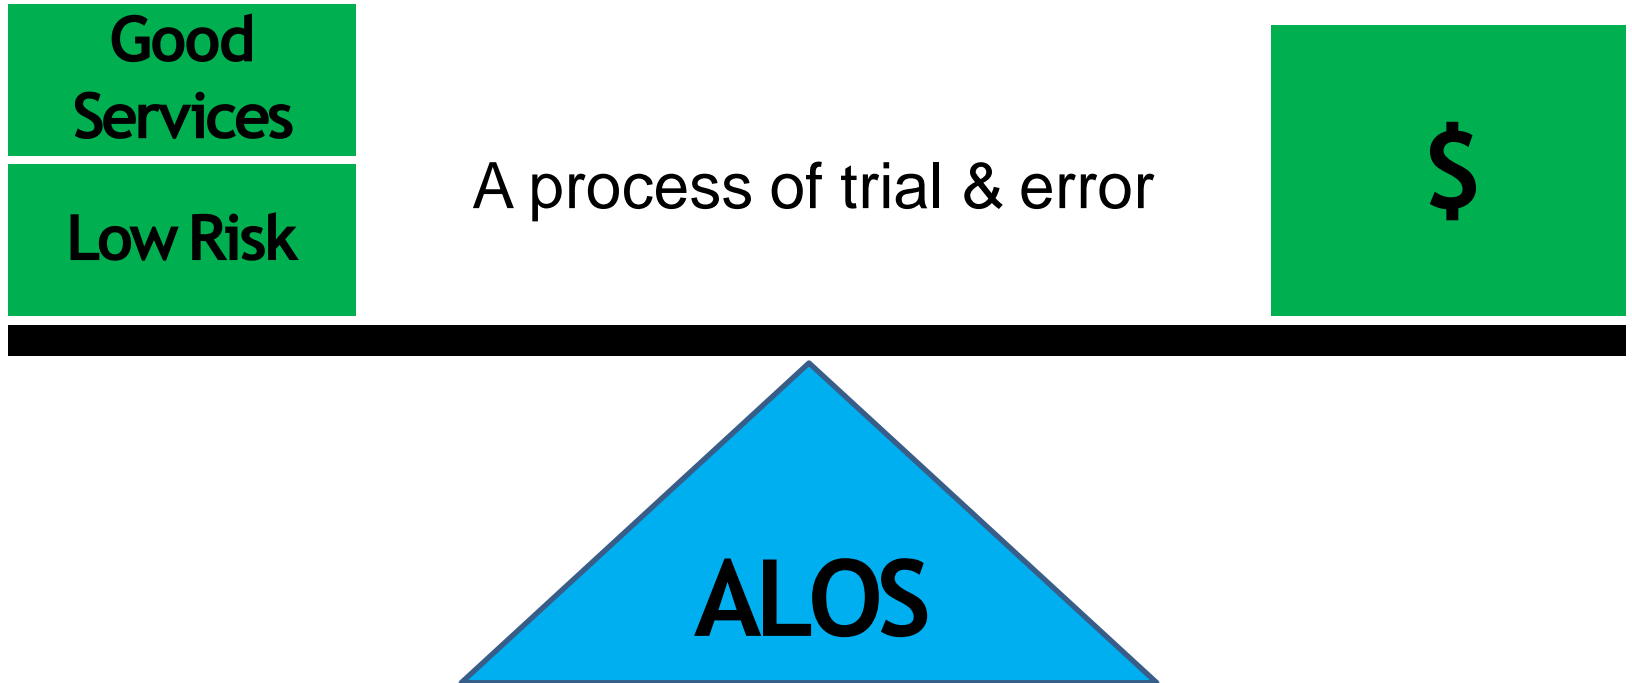 Good
Services
Low Risk
A process of trial & error
$
ALOS